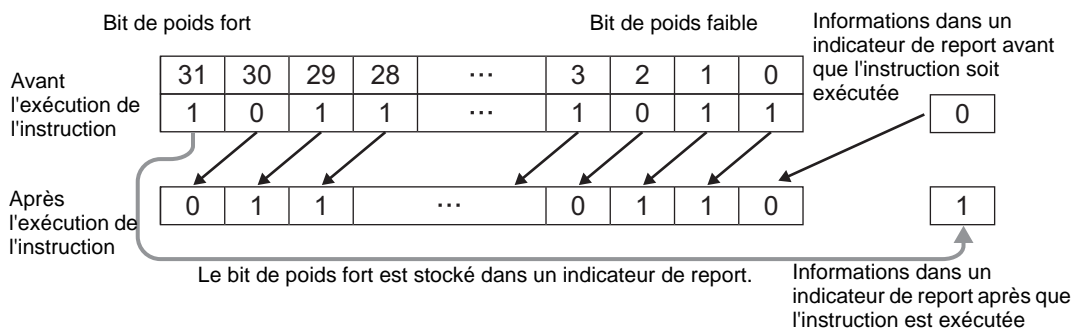 Bit de poids fort
Bit de poids faible
Informations dans un
indicateur de report avant
que l'instruction soit
exécutée
Avant
l'exécution de
l'instruction
31 30 29 28 ... 3 2 1 0
1 0 1 1 ... 1 0 1 1
0
Après
l'exécution de
l'instruction
0 1 1 ... 0 1 1 0
1
Le bit de poids fort est stocké dans un indicateur de report.
Informations dans un
indicateur de report après que
l'instruction est exécutée